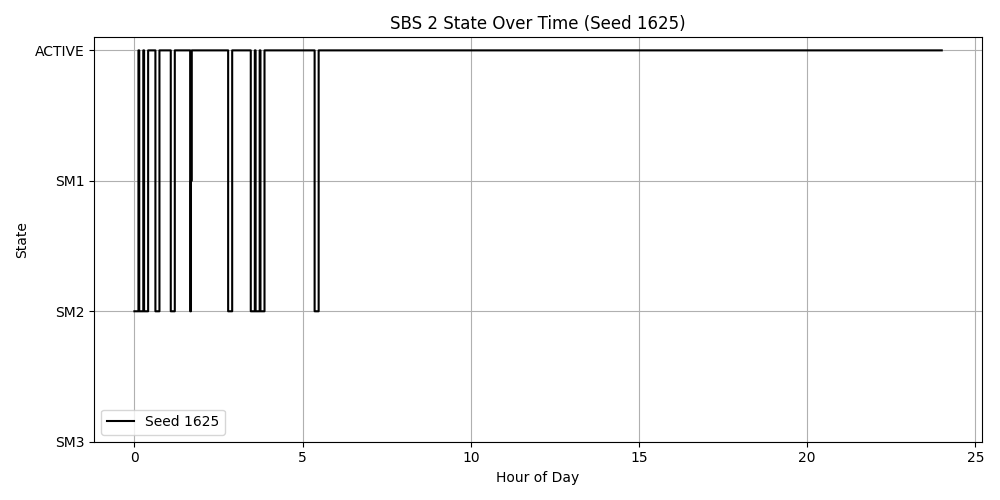 SBS 2 State Over Time (Seed 1625)
ACTIVE
SM1
SM2
SM3
State
Seed 1625
0 5 10 15 20 25
Hour of Day